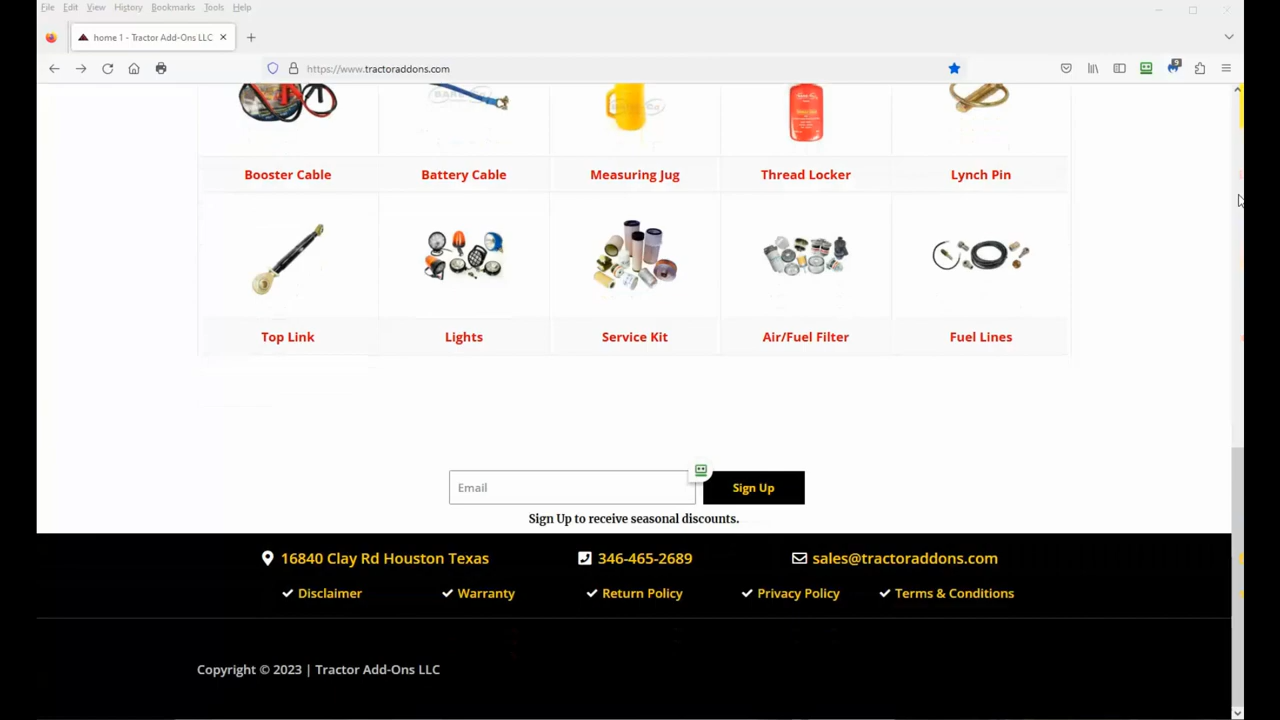 File Edit View History Bookmarks Tools Help
home 1 - Tractor Add-Ons LLC
https://www.tractoraddons.com
9
Booster Cable Battery Cable Measuring Jug Thread Locker Lynch Pin
Top Link Lights Service Kit Air/Fuel Filter Fuel Lines
Email Sign Up
Sign Up to receive seasonal discounts.
16840 Clay Rd Houston Texas 346-465-2689 sales@tractoraddons.com
Disclaimer Warranty Return Policy Privacy Policy Terms & Conditions
Copyright © 2023 | Tractor Add-Ons LLC